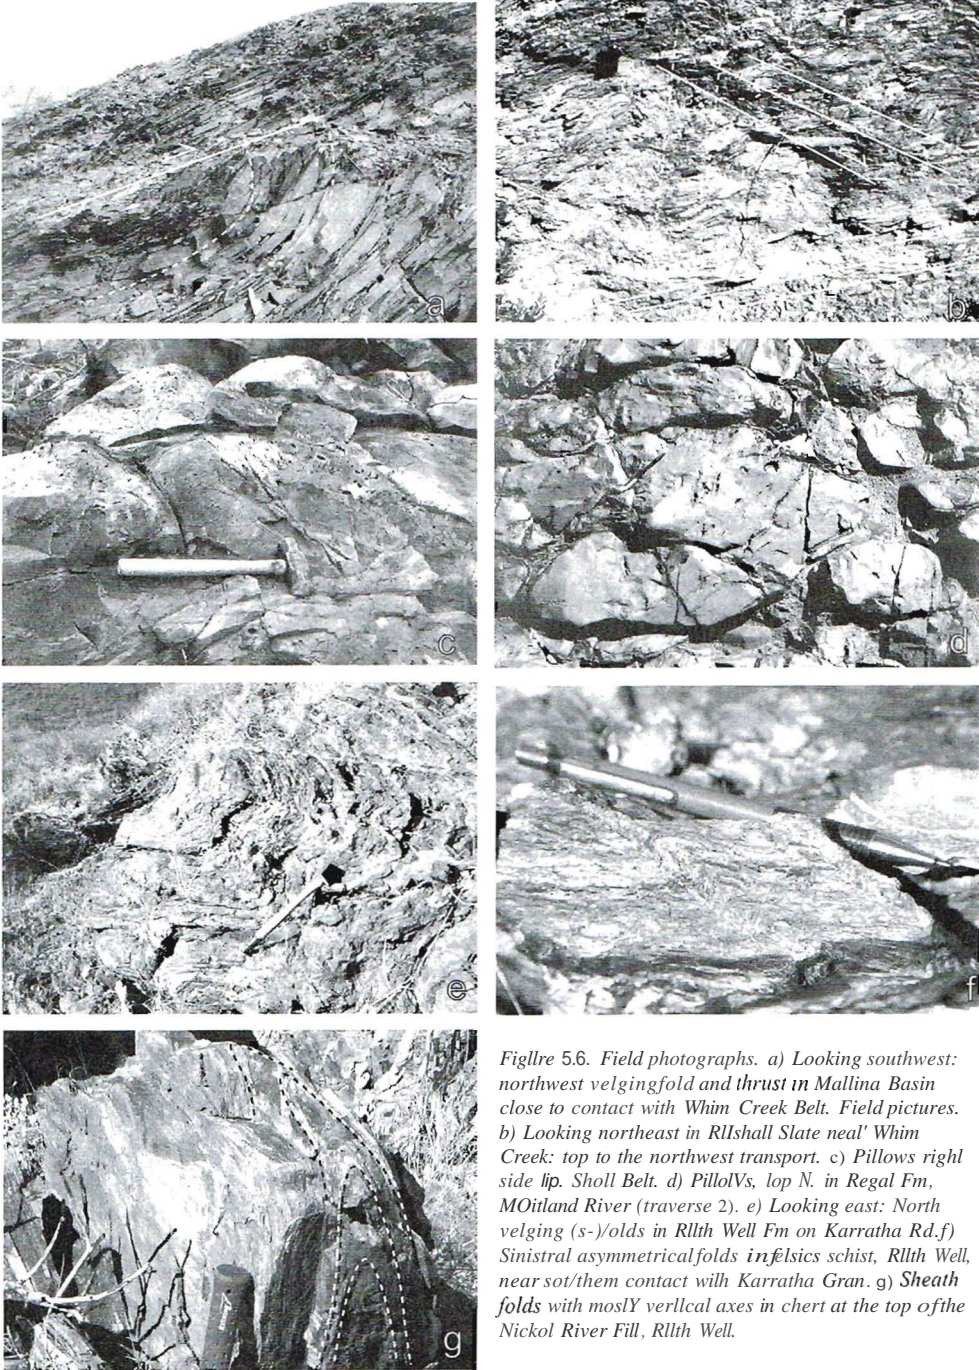 a
b
c
d
e
f
g
Figllre 5.6. Field photographs. a) Looking southwest:
northwest velgingfold and thrust in Mallina Basin
close to contact with Whim Creek Belt. Field pictures.
b) Looking northeast in RlIshall Slate neal' Whim
Creek: top to the northwest transport. c) Pillows righl
side lip. Sholl Belt. d) PillolVs, lop N. in Regal Fm,
MOitland River (traverse 2). e) Looking east: North
velging (s-)/olds in Rllth Well Fm on Karratha Rd.f)
Sinistral asymmetricalfolds infelsics schist, Rllth Well,
near sot/them contact wilh Karratha Gran. g) Sheath
folds with moslY verllcal axes in chert at the top ofthe
Nickol River Fill, Rllth Well.